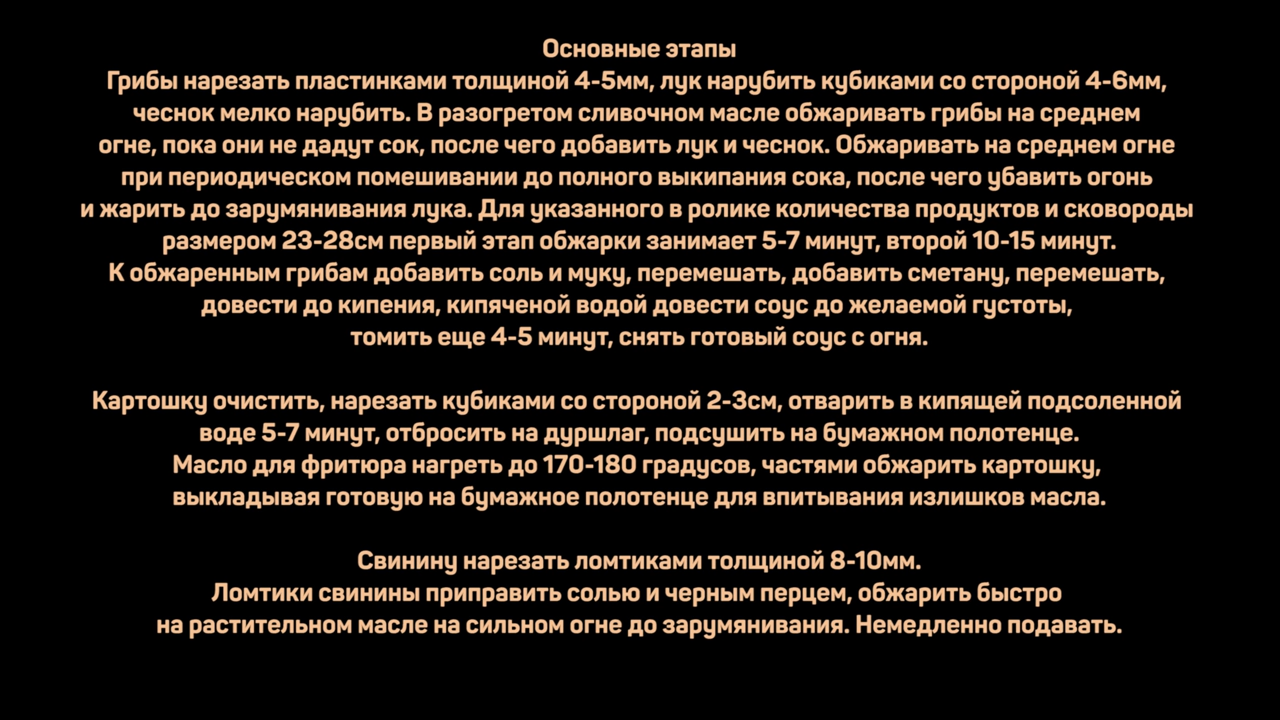 Основные этапы
Грибы нарезать пластинками толщиной 4-5мм, лук нарубить кубиками со стороной 4-6мм,
чеснок мелко нарубить. В разогретом сливочном масле обжаривать грибы на среднем
огне, пока они не дадут сок, после чего добавить лук и чеснок. Обжаривать на среднем огне
при периодическом помешивании до полного выкипания сока, после чего убавить огонь
и жарить до зарумянивания лука. Для указанного в ролике количества продуктов и сковороды
размером 23-28см первый этап обжарки занимает 5-7 минут, второй 10-15 минут.
К обжаренным грибам добавить соль и муку, перемешать, добавить сметану, перемешать,
довести до кипения, кипяченой водой довести соус до желаемой густоты,
томить еще 4-5 минут, снять готовый соус с огня.
Картошку очистить, нарезать кубиками со стороной 2-3см, отварить в кипящей подсоленной
воде 5-7 минут, отбросить на дуршлаг, подсушить на бумажном полотенце.
Масло для фритюра нагреть до 170-180 градусов, частями обжарить картошку,
выкладывая готовую на бумажное полотенце для впитывания излишков масла.
Свинину нарезать ломтиками толщиной 8-10мм.
Ломтики свинины приправить солью и черным перцем, обжарить быстро
на растительном масле на сильном огне до зарумянивания. Немедленно подавать.